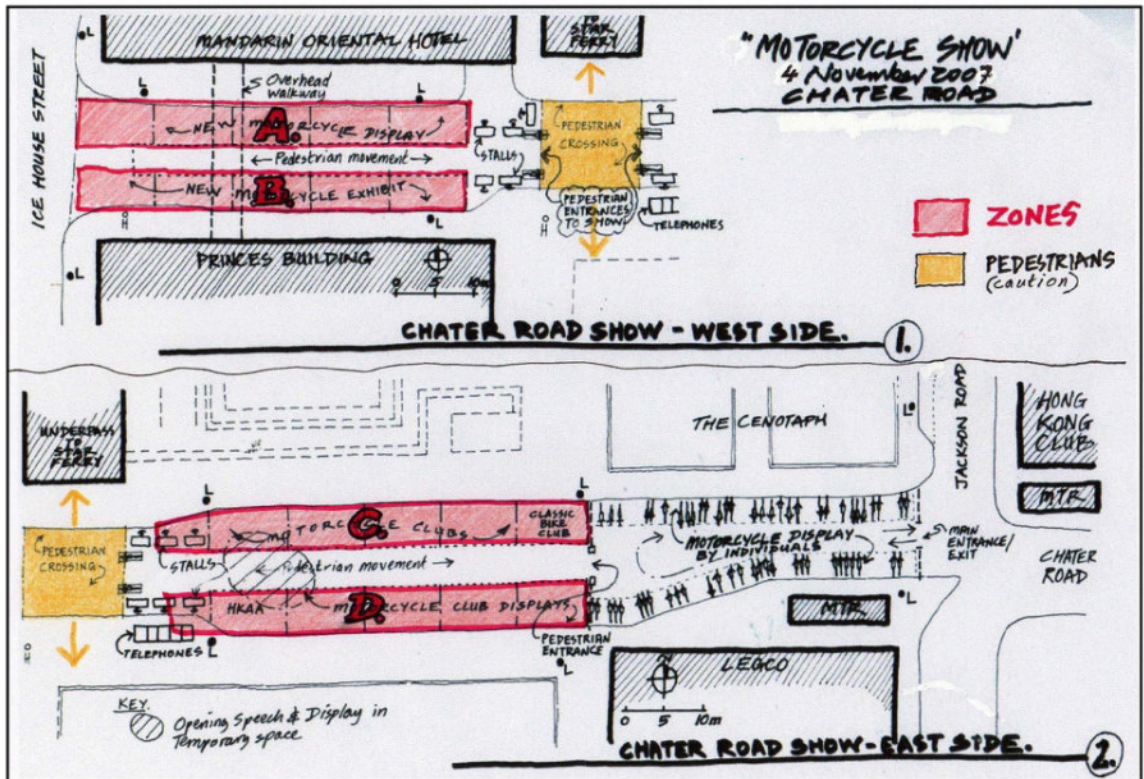 MANDARIN ORIENTAL HOTEL
TO
STAR
FERRY
"MOTORCYCLE SHOW'
4 November 2007
CHATER ROAD
ICE HOUSE STREET
L
Overhead
walkway
L
L
NEW MOTORCYCLE DISPLAY
A.
Pedestrian movement
STALLS
PEDESTRIAN
CROSSING
NEW MOTORCYCLE EXHIBIT
B.
PEDESTRIAN
ENTRANCES
TO SHOW
TELEPHONES
H
L
H
L
PRINCES BUILDING
0 5 10m
ZONES
PEDESTRIANS
(caution)
CHATER ROAD SHOW - WEST SIDE.
1.
UNDERPASS
TO
STAR
FERRY
THE CENOTAPH
L
JACKSON ROAD
HONG
KONG
CLUB
MTR
L
L
PEDESTRIAN
CROSSING
STALLS
MOTORCYCLE CLUBS
C.
CLASSIC
BIKE
CLUB
Pedestrian movement
MOTORCYCLE DISPLAY
BY INDIVIDUALS
MAIN
ENTRANCE/
EXIT
CHATER
ROAD
HKAA
MOTORCYCLE CLUB DISPLAYS
D.
TELEPHONES
L
PEDESTRIAN
ENTRANCE
L
MTR
L
LEGCO
0 5 10m
KEY.
Opening Speech & Display in
Temporary space
CHATER ROAD SHOW - EAST SIDE.
2.